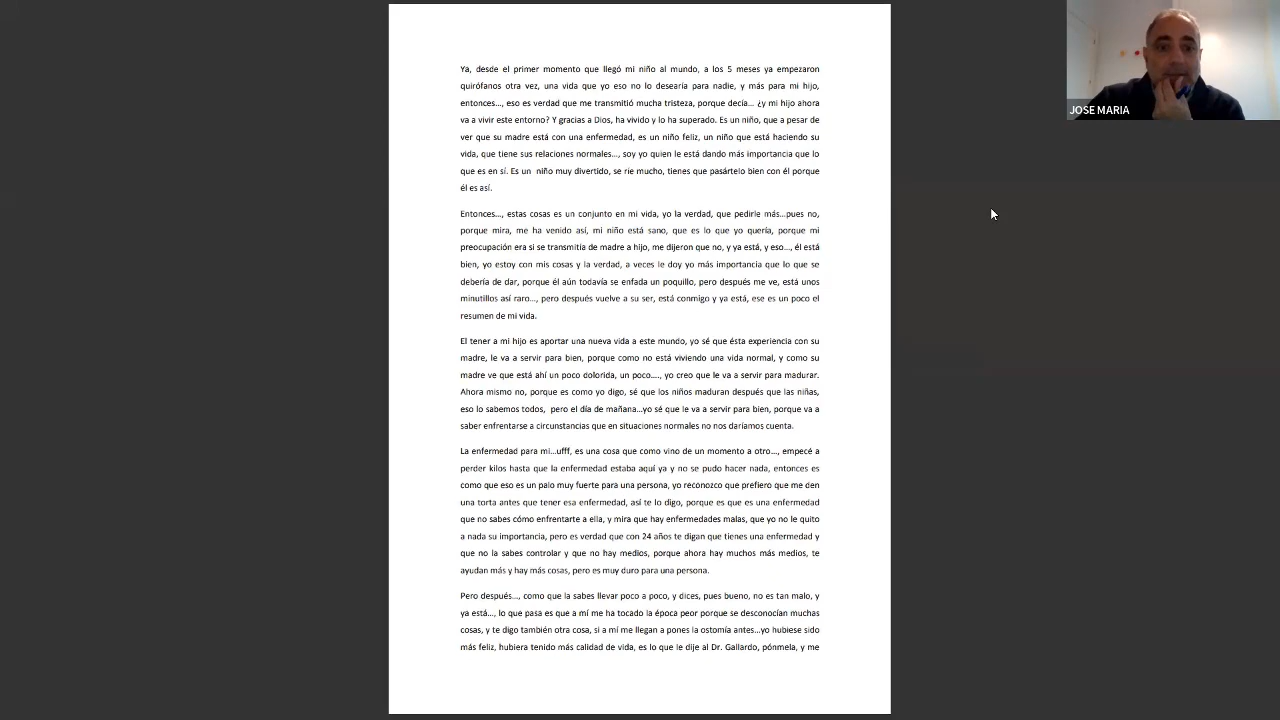 Ya, desde el primer momento que llegó mi niño al mundo, a los 5 meses ya empezaron
quirófanos otra vez, una vida que yo eso no lo desearía para nadie, y más para mi hijo,
entonces..., eso es verdad que me transmitió mucha tristeza, porque decía... ¿y mi hijo ahora
va a vivir este entorno? Y gracias a Dios, ha vivido y lo ha superado. Es un niño, que a pesar de
ver que su madre está con una enfermedad, es un niño feliz, un niño que está haciendo su
vida, que tiene sus relaciones normales..., soy yo quien le está dando más importancia que lo
que es en sí. Es un niño muy divertido, se ríe mucho, tienes que pasártelo bien con él porque
él es así.
Entonces..., estas cosas es un conjunto en mi vida, yo la verdad, que pedirle más...pues no,
porque mira, me ha venido así, mi niño está sano, que es lo que yo quería, porque mi
preocupación era si se transmitía de madre a hijo, me dijeron que no, y ya está, y eso..., él está
bien, yo estoy con mis cosas y la verdad, a veces le doy yo más importancia que lo que se
debería de dar, porque él aún todavía se enfada un poquillo, pero después me ve, está unos
minutillos así raro..., pero después vuelve a su ser, está conmigo y ya está, ese es un poco el
resumen de mi vida.
El tener a mi hijo es aportar una nueva vida a este mundo, yo sé que ésta experiencia con su
madre, le va a servir para bien, porque como no está viviendo una vida normal, y como su
madre ve que está ahí un poco dolorida, un poco...., yo creo que le va a servir para madurar.
Ahora mismo no, porque es como yo digo, sé que los niños maduran después que las niñas,
eso lo sabemos todos, pero el día de mañana...yo sé que le va a servir para bien, porque va a
saber enfrentarse a circunstancias que en situaciones normales no nos daríamos cuenta.
La enfermedad para mi...ufff, es una cosa que como vino de un momento a otro..., empecé a
perder kilos hasta que la enfermedad estaba aquí ya y no se pudo hacer nada, entonces es
como que eso es un palo muy fuerte para una persona, yo reconozco que prefiero que me den
una torta antes que tener esa enfermedad, así te lo digo, porque es que es una enfermedad
que no sabes cómo enfrentarte a ella, y mira que hay enfermedades malas, que yo no le quito
a nada su importancia, pero es verdad que con 24 años te digan que tienes una enfermedad y
que no la sabes controlar y que no hay medios, porque ahora hay muchos más medios, te
ayudan más y hay más cosas, pero es muy duro para una persona.
Pero después..., como que la sabes llevar poco a poco, y dices, pues bueno, no es tan malo, y
ya está..., lo que pasa es que a mí me ha tocado la época peor porque se desconocían muchas
cosas, y te digo también otra cosa, si a mí me llegan a pones la ostomía antes...yo hubiese sido
más feliz, hubiera tenido más calidad de vida, es lo que le dije al Dr. Gallardo, pónmela, y me
JOSE MARIA